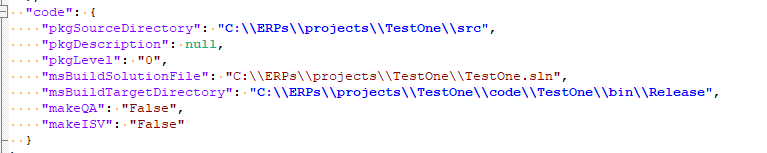 "code": {
"pkgSourceDirectory": "C:\\ERPs\\projects\\TestOne\\src",
"pkgDescription": null,
"pkgLevel": "0",
"msBuildSolutionFile": "C:\\ERPs\\projects\\TestOne\\TestOne.sln",
"msBuildTargetDirectory": "C:\\ERPs\\projects\\TestOne\\code\\TestOne\\bin\\Release",
"makeQA": "False",
"makeISV": "False"
}